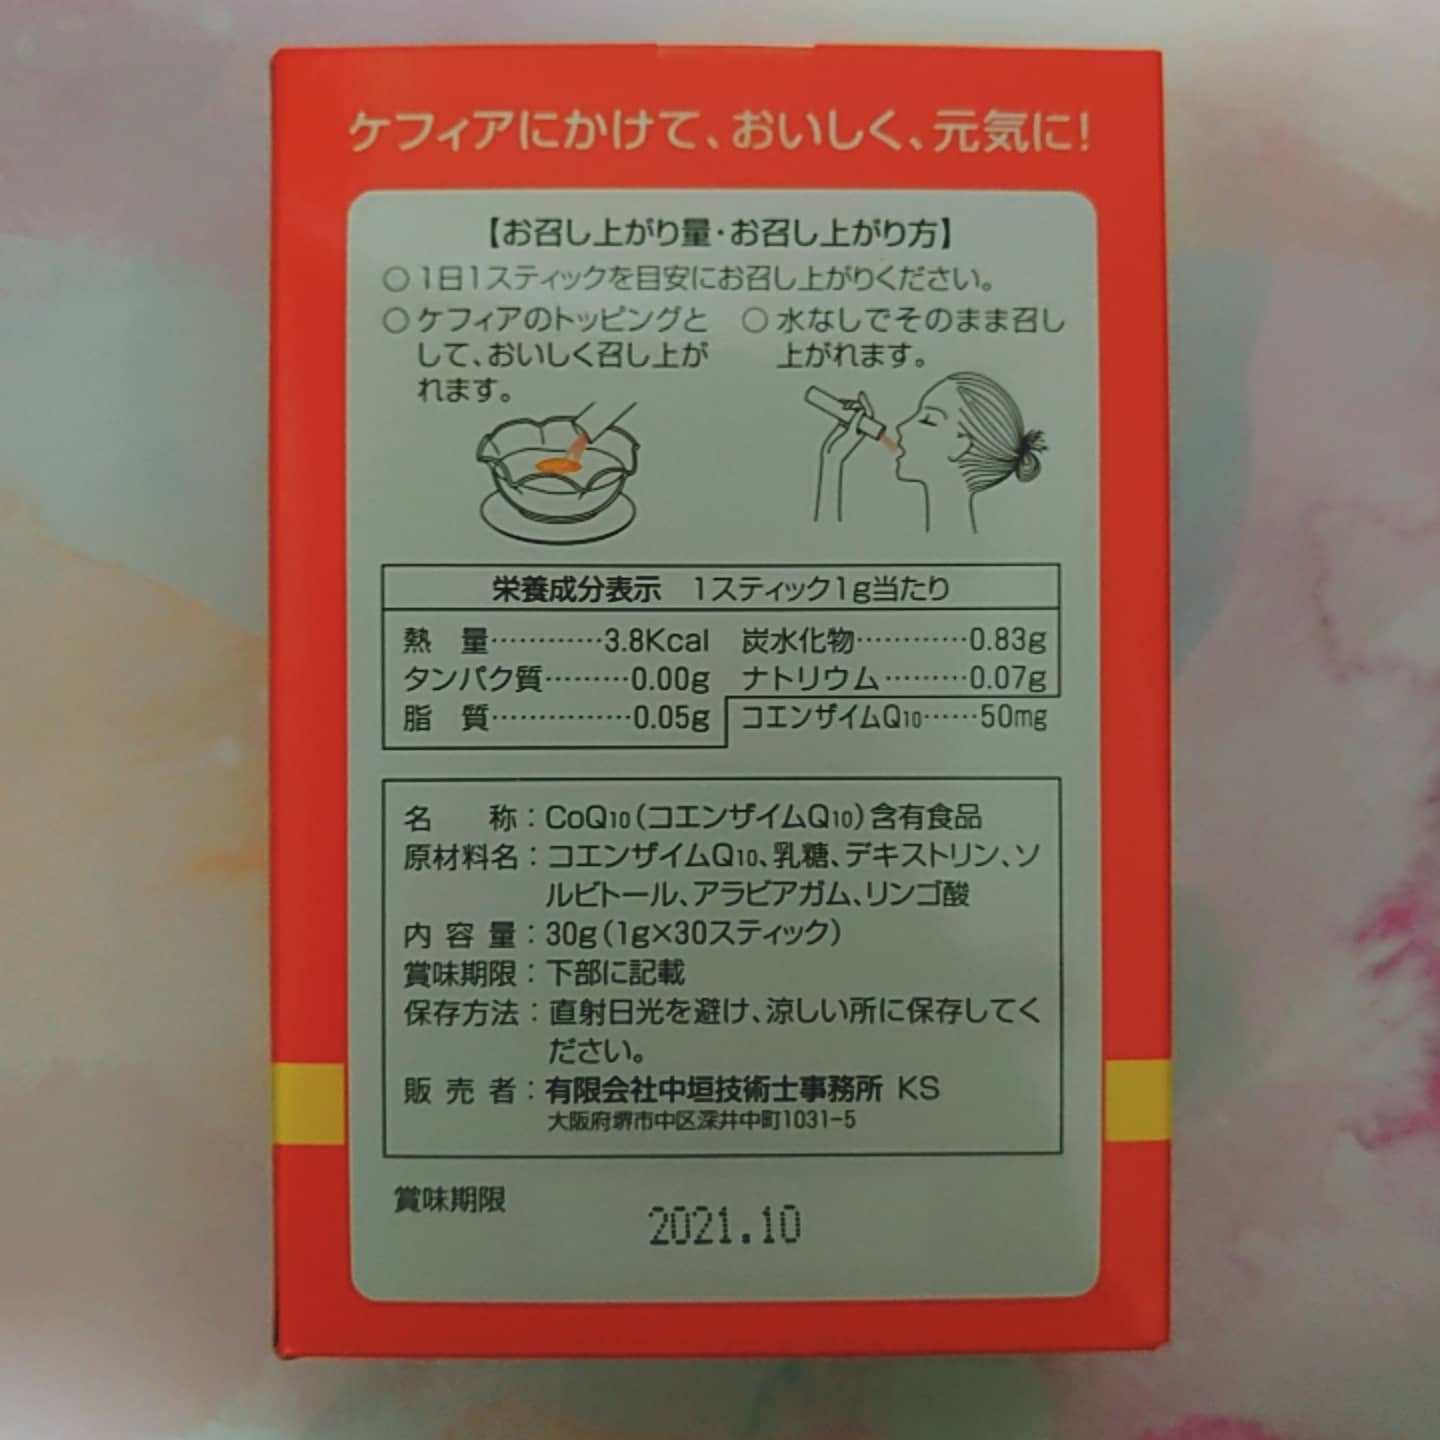 ケフィアにかけて、おいしく、元気に!
【お召し上がり量・お召し上がり方】
○1日1スティックを目安にお召し上がりください。
○ケフィアのトッピングと
して、おいしく召し上が
れます。
○水なしでそのまま召し
上がれます。
栄養成分表示 1スティック1g当たり
熱 量…………3.8Kcal
タンパク質………0.00g
脂 質……………0.05g
炭水化物…………0.83g
ナトリウム………0.07g
コエンザイムQ10……50mg
名 称：CoQ10(コエンザイムQ10)含有食品
原材料名：コエンザイムQ10、乳糖、デキストリン、ソ
ルビトール、アラビアガム、リンゴ酸
内容量：30g(1g×30スティック)
賞味期限：下部に記載
保存方法：直射日光を避け、涼しい所に保存してく
ださい。
販売者：有限会社中垣技術士事務所 KS
大阪府堺市中区深井中町1031-5
賞味期限
2021.10